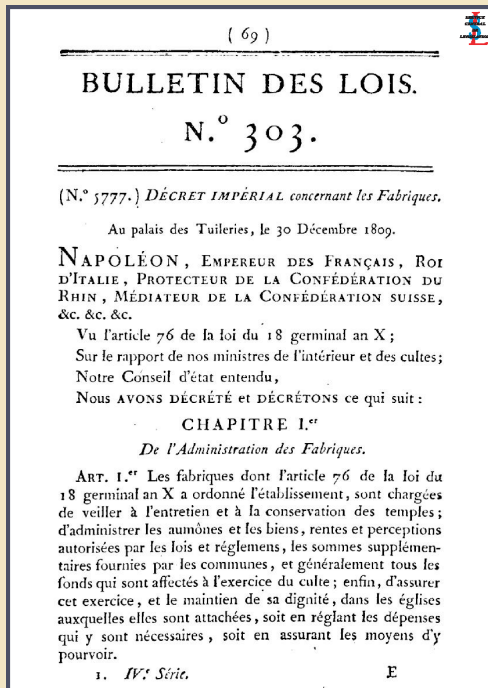 ( 69 )
BULLETIN DES LOIS.
N.º 303.
(N.º 5777.) DÉCRET IMPÉRIAL concernant les Fabriques.
Au palais des Tuileries, le 30 Décembre 1809.
NAPOLÉON, EMPEREUR DES FRANÇAIS, ROI
D'ITALIE, PROTECTEUR DE LA CONFÉDÉRATION DU
RHIN, MÉDIATEUR DE LA CONFÉDÉRATION SUISSE,
&c. &c. &c.
Vu l'article 76 de la loi du 18 germinal an X;
Sur le rapport de nos ministres de l'intérieur et des cultes;
Notre Conseil d'état entendu,
Nous AVONS DÉCRÉTÉ et DÉCRÉTONS ce qui suit :
CHAPITRE I.er
De l'Administration des Fabriques.
ART. I.er Les fabriques dont l'article 76 de la loi du
18 germinal an X a ordonné l'établissement, sont chargées
de veiller à l'entretien et à la conservation des temples;
d'administrer les aumônes et les biens, rentes et perceptions
autorisées par les lois et réglemens, les sommes supplémen-
taires fournies par les communes, et généralement tous les
fonds qui sont affectés à l'exercice du culte; enfin, d'assurer
cet exercice, et le maintien de sa dignité, dans les églises
auxquelles elles sont attachées, soit en réglant les dépenses
qui y sont nécessaires, soit en assurant les moyens d'y
pourvoir.
1. IV.e Série. E